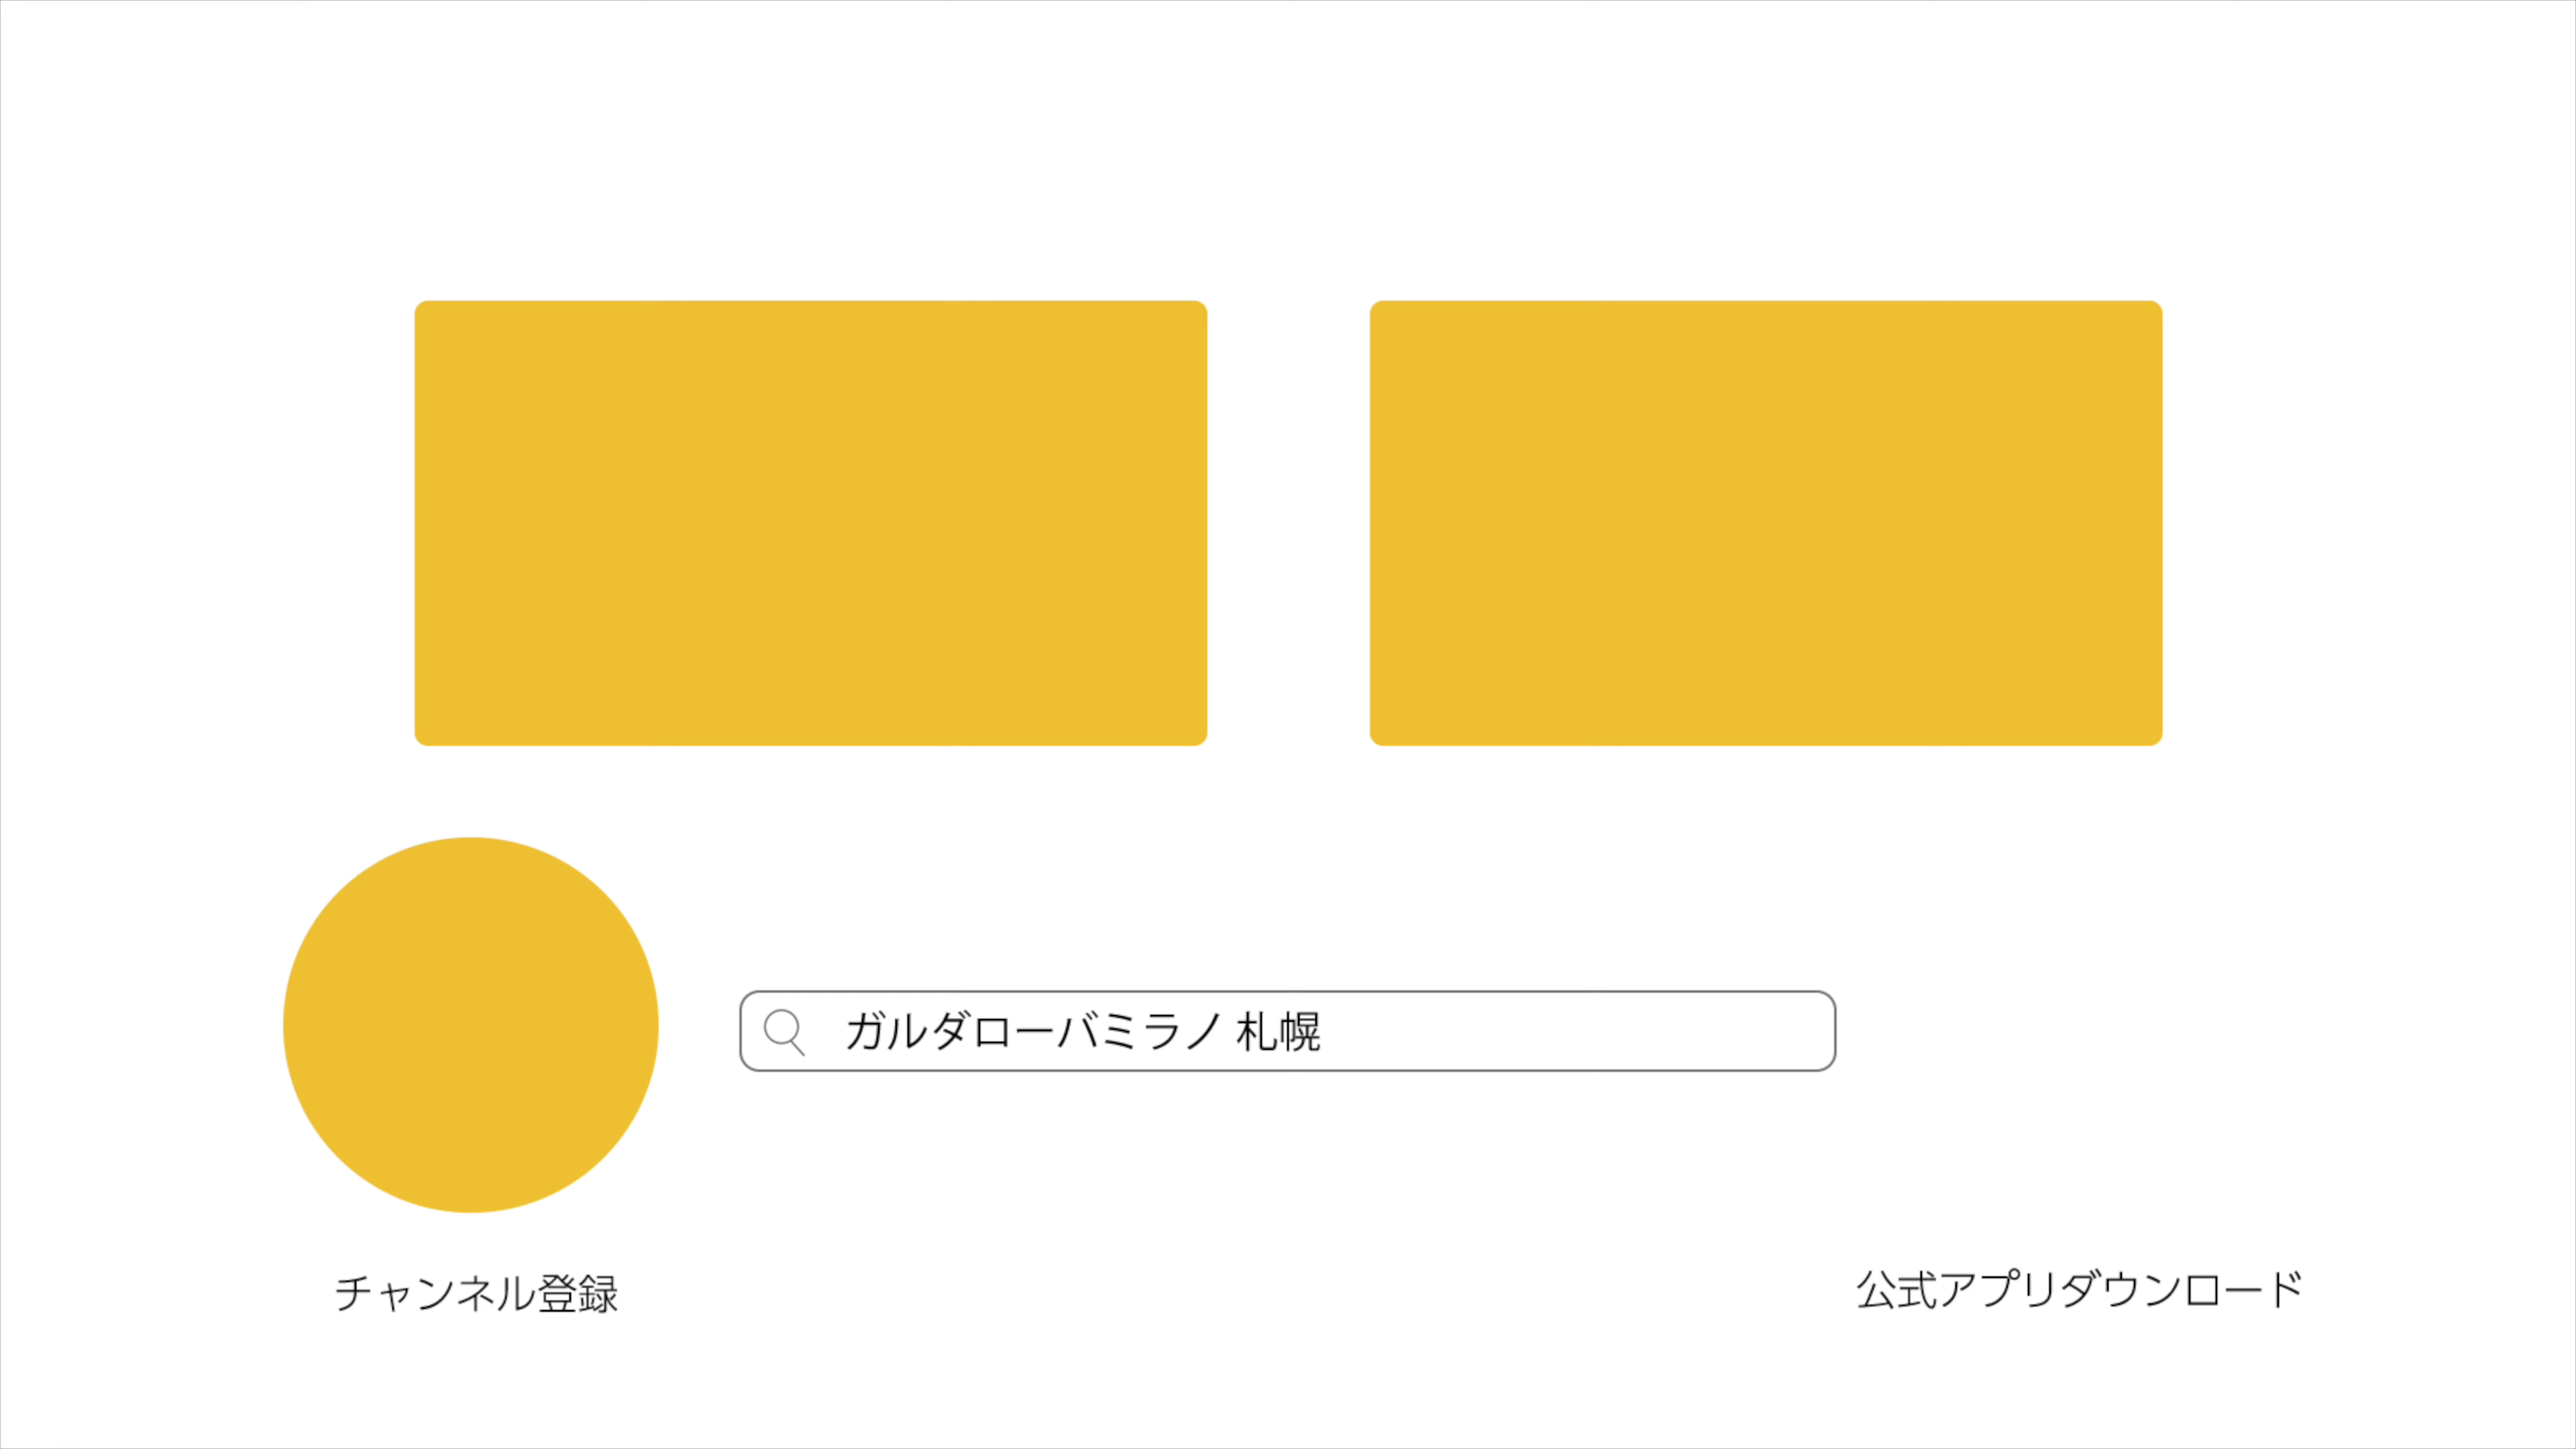 ガルダローバミラノ 札幌
チャンネル登録
公式アプリダウンロード